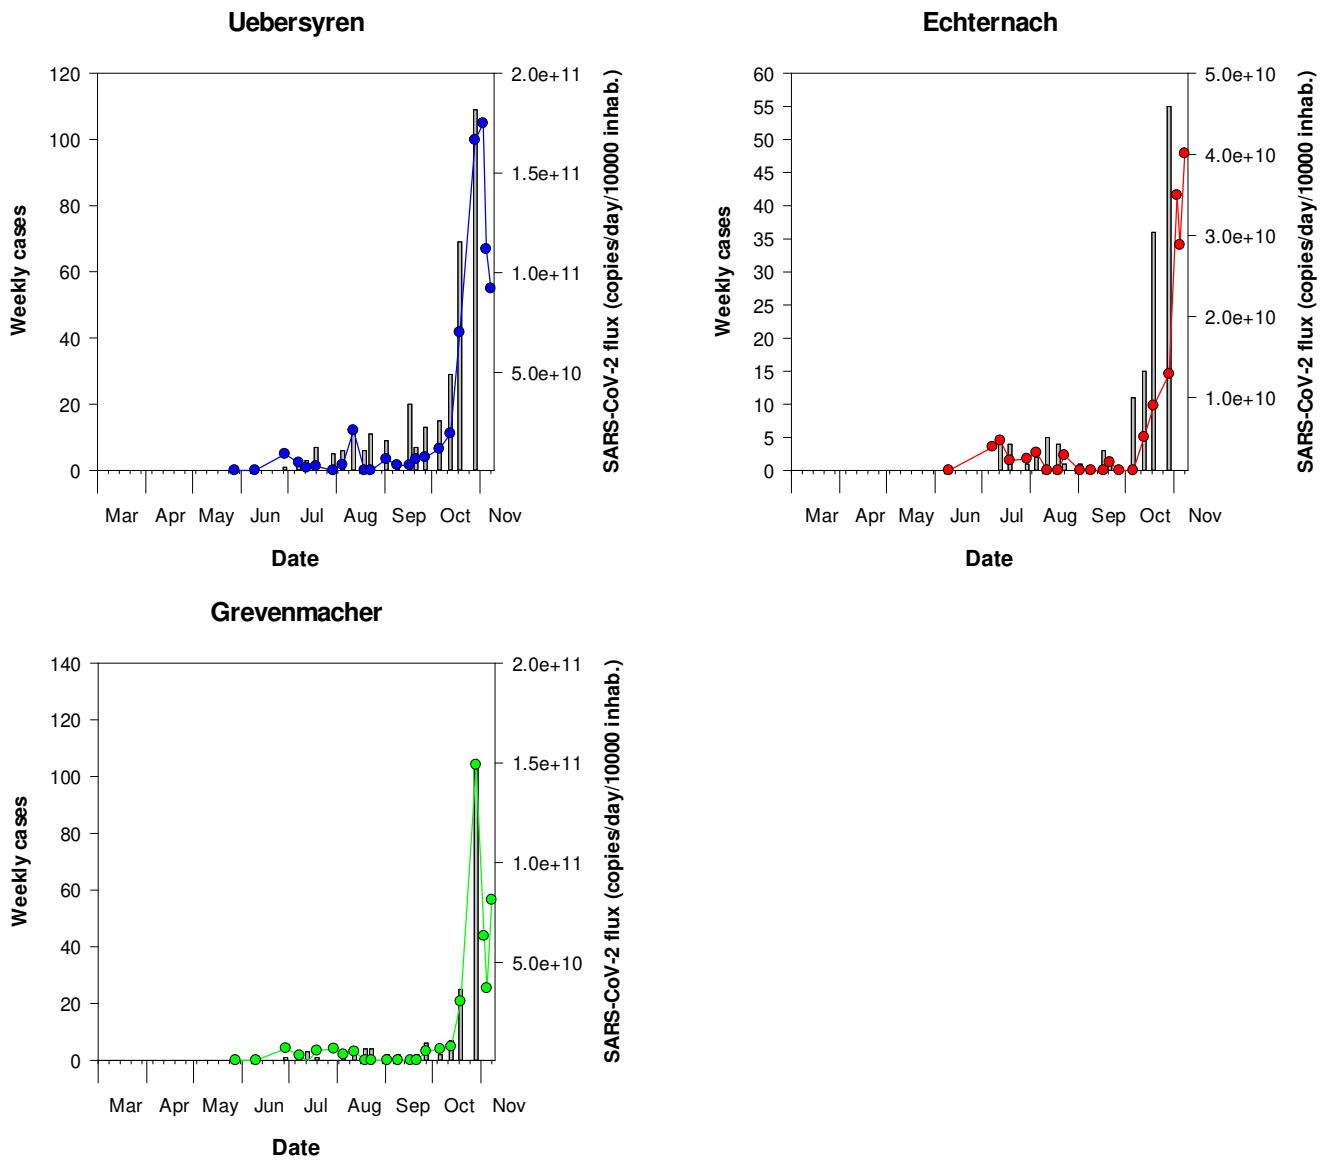 Uebersyren
120
100
80
60
40
20
0
Weekly cases
2.0e+11
1.5e+11
1.0e+11
5.0e+10
SARS-CoV-2 flux (copies/day/10000 inhab.)
Mar Apr May Jun Jul Aug Sep Oct Nov
Date
Echternach
60
55
50
45
40
35
30
25
20
15
10
5
0
Weekly cases
5.0e+10
4.0e+10
3.0e+10
2.0e+10
1.0e+10
SARS-CoV-2 flux (copies/day/10000 inhab.)
Mar Apr May Jun Jul Aug Sep Oct Nov
Date
Grevenmacher
140
120
100
80
60
40
20
0
Weekly cases
2.0e+11
1.5e+11
1.0e+11
5.0e+10
SARS-CoV-2 flux (copies/day/10000 inhab.)
Mar Apr May Jun Jul Aug Sep Oct Nov
Date